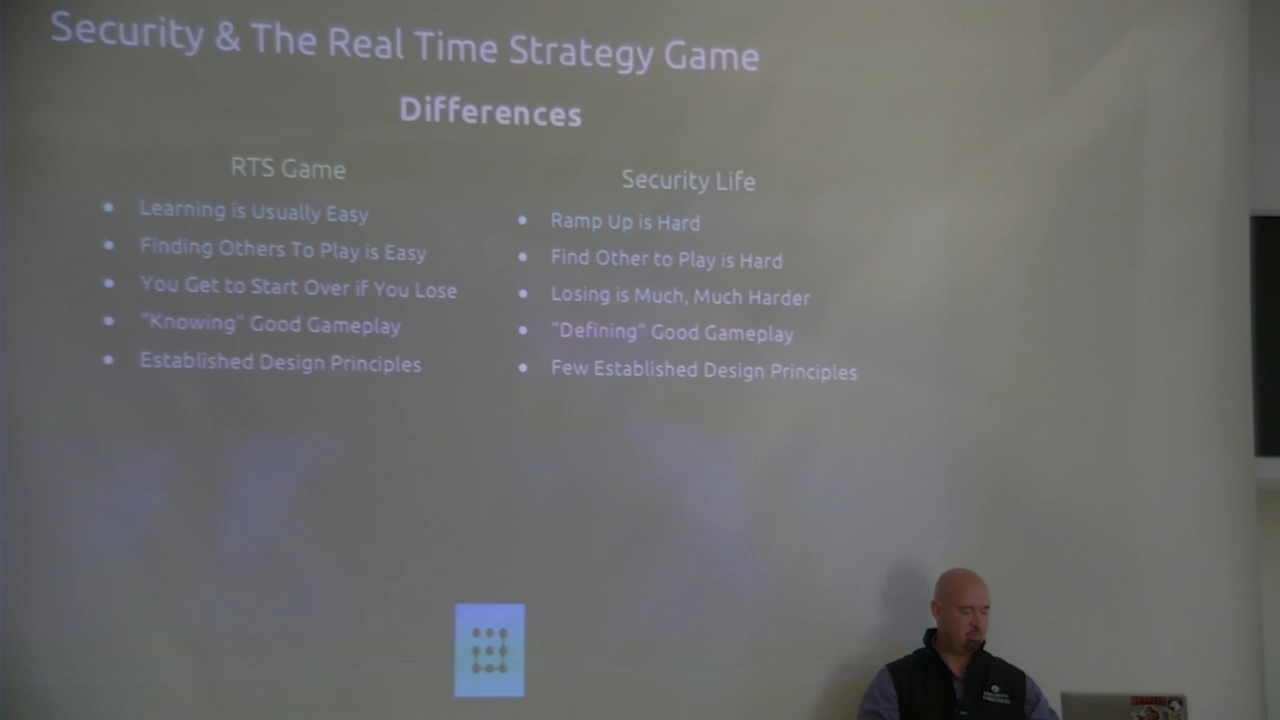 Security & The Real Time Strategy Game
Differences
RTS Game
• Learning is Usually Easy
• Finding Others To Play is Easy
• You Get to Start Over if You Lose
• "Knowing" Good Gameplay
• Established Design Principles
Security Life
• Ramp Up is Hard
• Find Other to Play is Hard
• Losing is Much, Much Harder
• "Defining" Good Gameplay
• Few Established Design Principles
SECURITY
NETFLIX